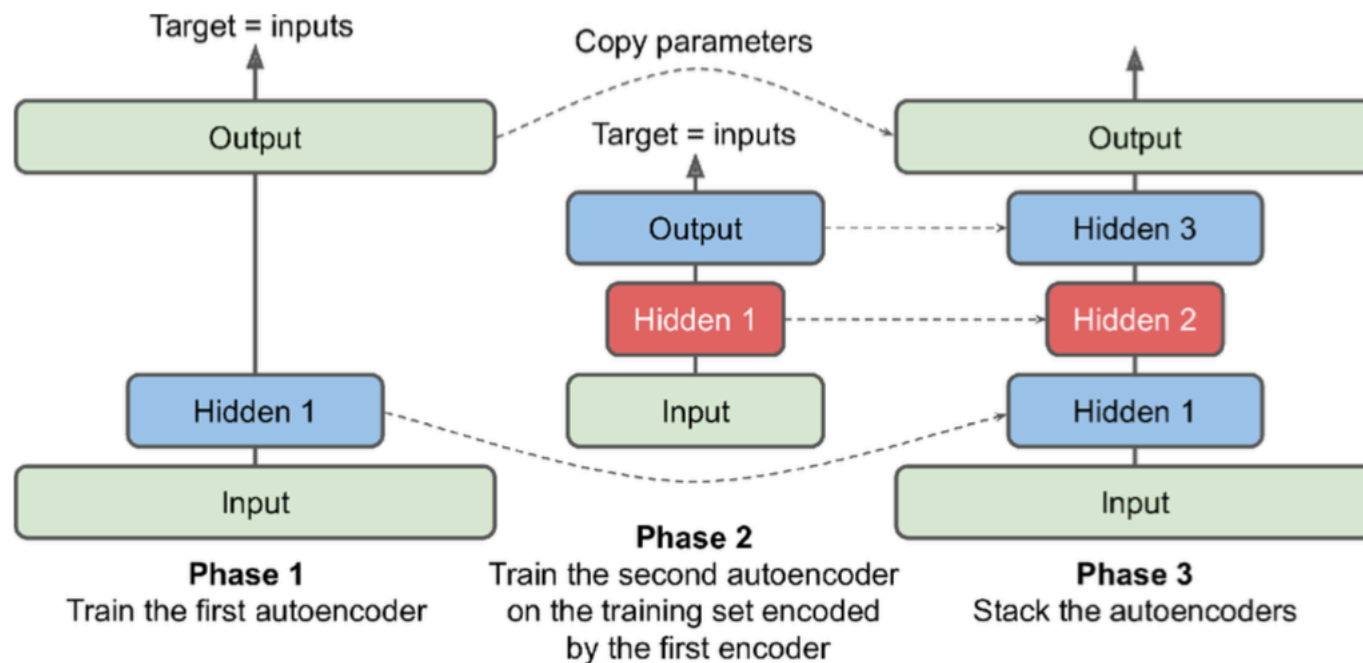 Target = inputs
Copy parameters
Output
Target = inputs
Output
Output
Hidden 3
Hidden 1
Hidden 2
Hidden 1
Input
Hidden 1
Input
Input
Phase 1
Train the first autoencoder
Phase 2
Train the second autoencoder
on the training set encoded
by the first encoder
Phase 3
Stack the autoencoders